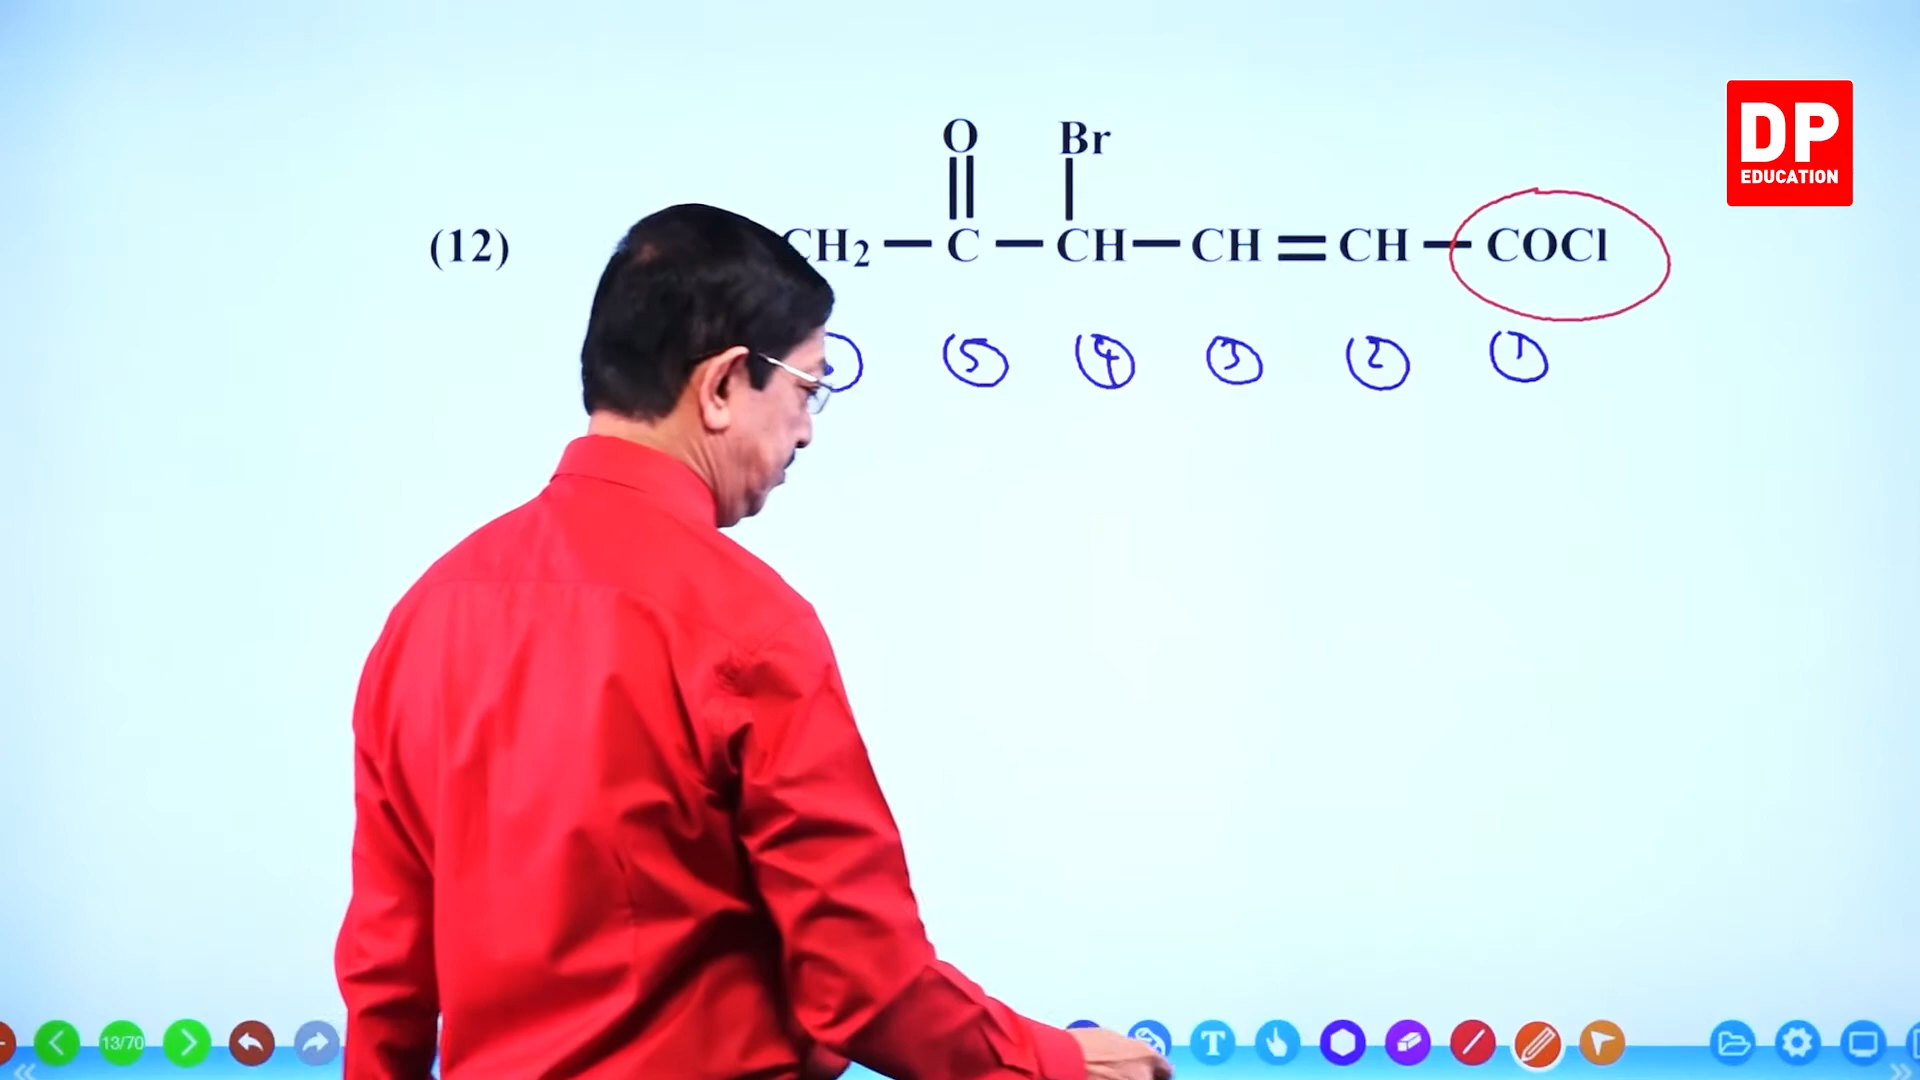 DP
EDUCATION
O Br
(12) CH₂ — C — CH — CH = CH — COCl
5 4 3 2 1
13/70
T